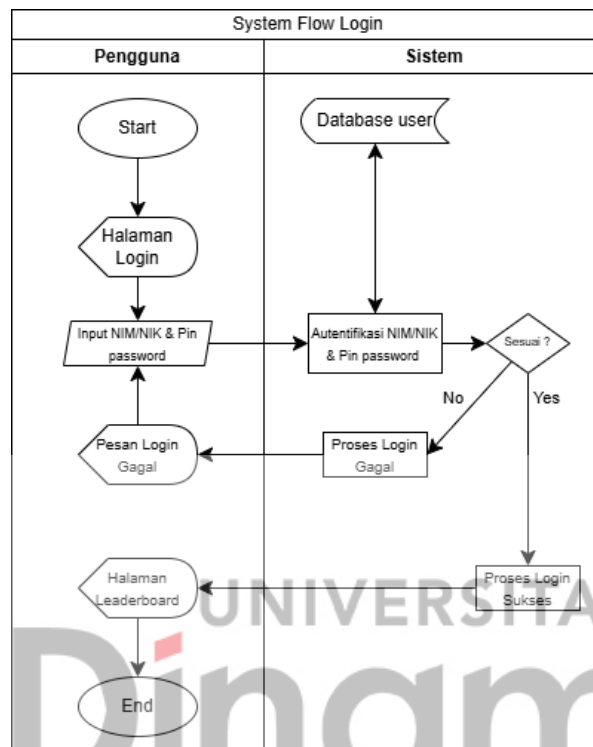 System Flow Login
Pengguna
Sistem
Start
Database user
Halaman
Login
Input NIM/NIK & Pin
password
Autentifikasi NIM/NIK
& Pin password
Sesuai ?
No
Yes
Pesan Login
Gagal
Proses Login
Gagal
Halaman
Leaderboard
Proses Login
Sukses
UNIVERSITA
Dinam
End